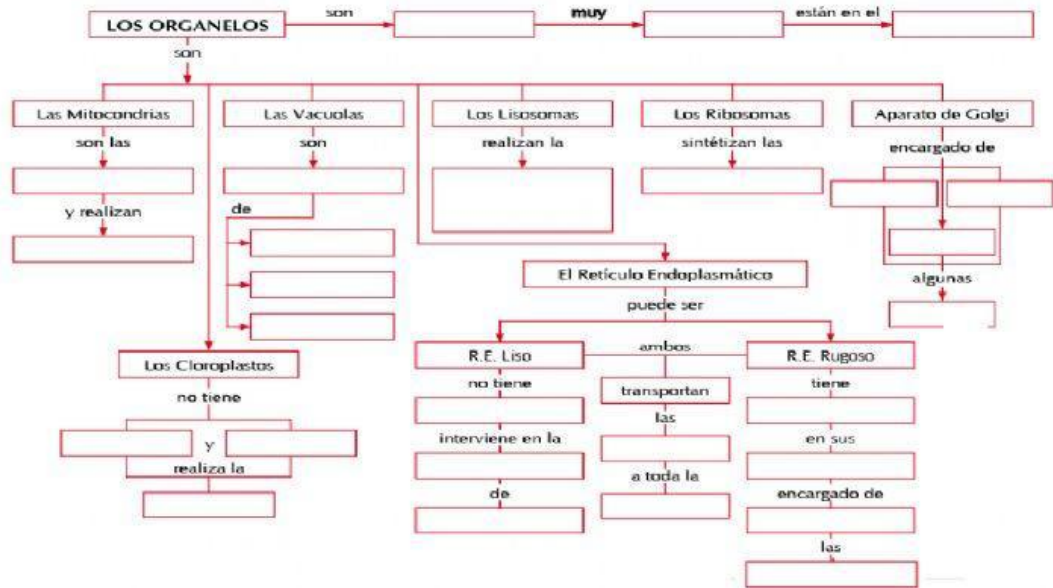 LOS ORGANELOS
son
muy
están en el
son
Las Mitocondrias
Las Vacuolas
Los Lisosomas
Los Ribosomas
Aparato de Golgi
son las
son
realizan la
sintétizan las
encargado de
y realizan
de
El Retículo Endoplasmático
algunas
puede ser
Los Cloroplastos
R.E. Liso
ambos
R.E. Rugoso
no tiene
no tiene
transportan
tiene
las
y
interviene en la
en sus
realiza la
a toda la
de
encargado de
las